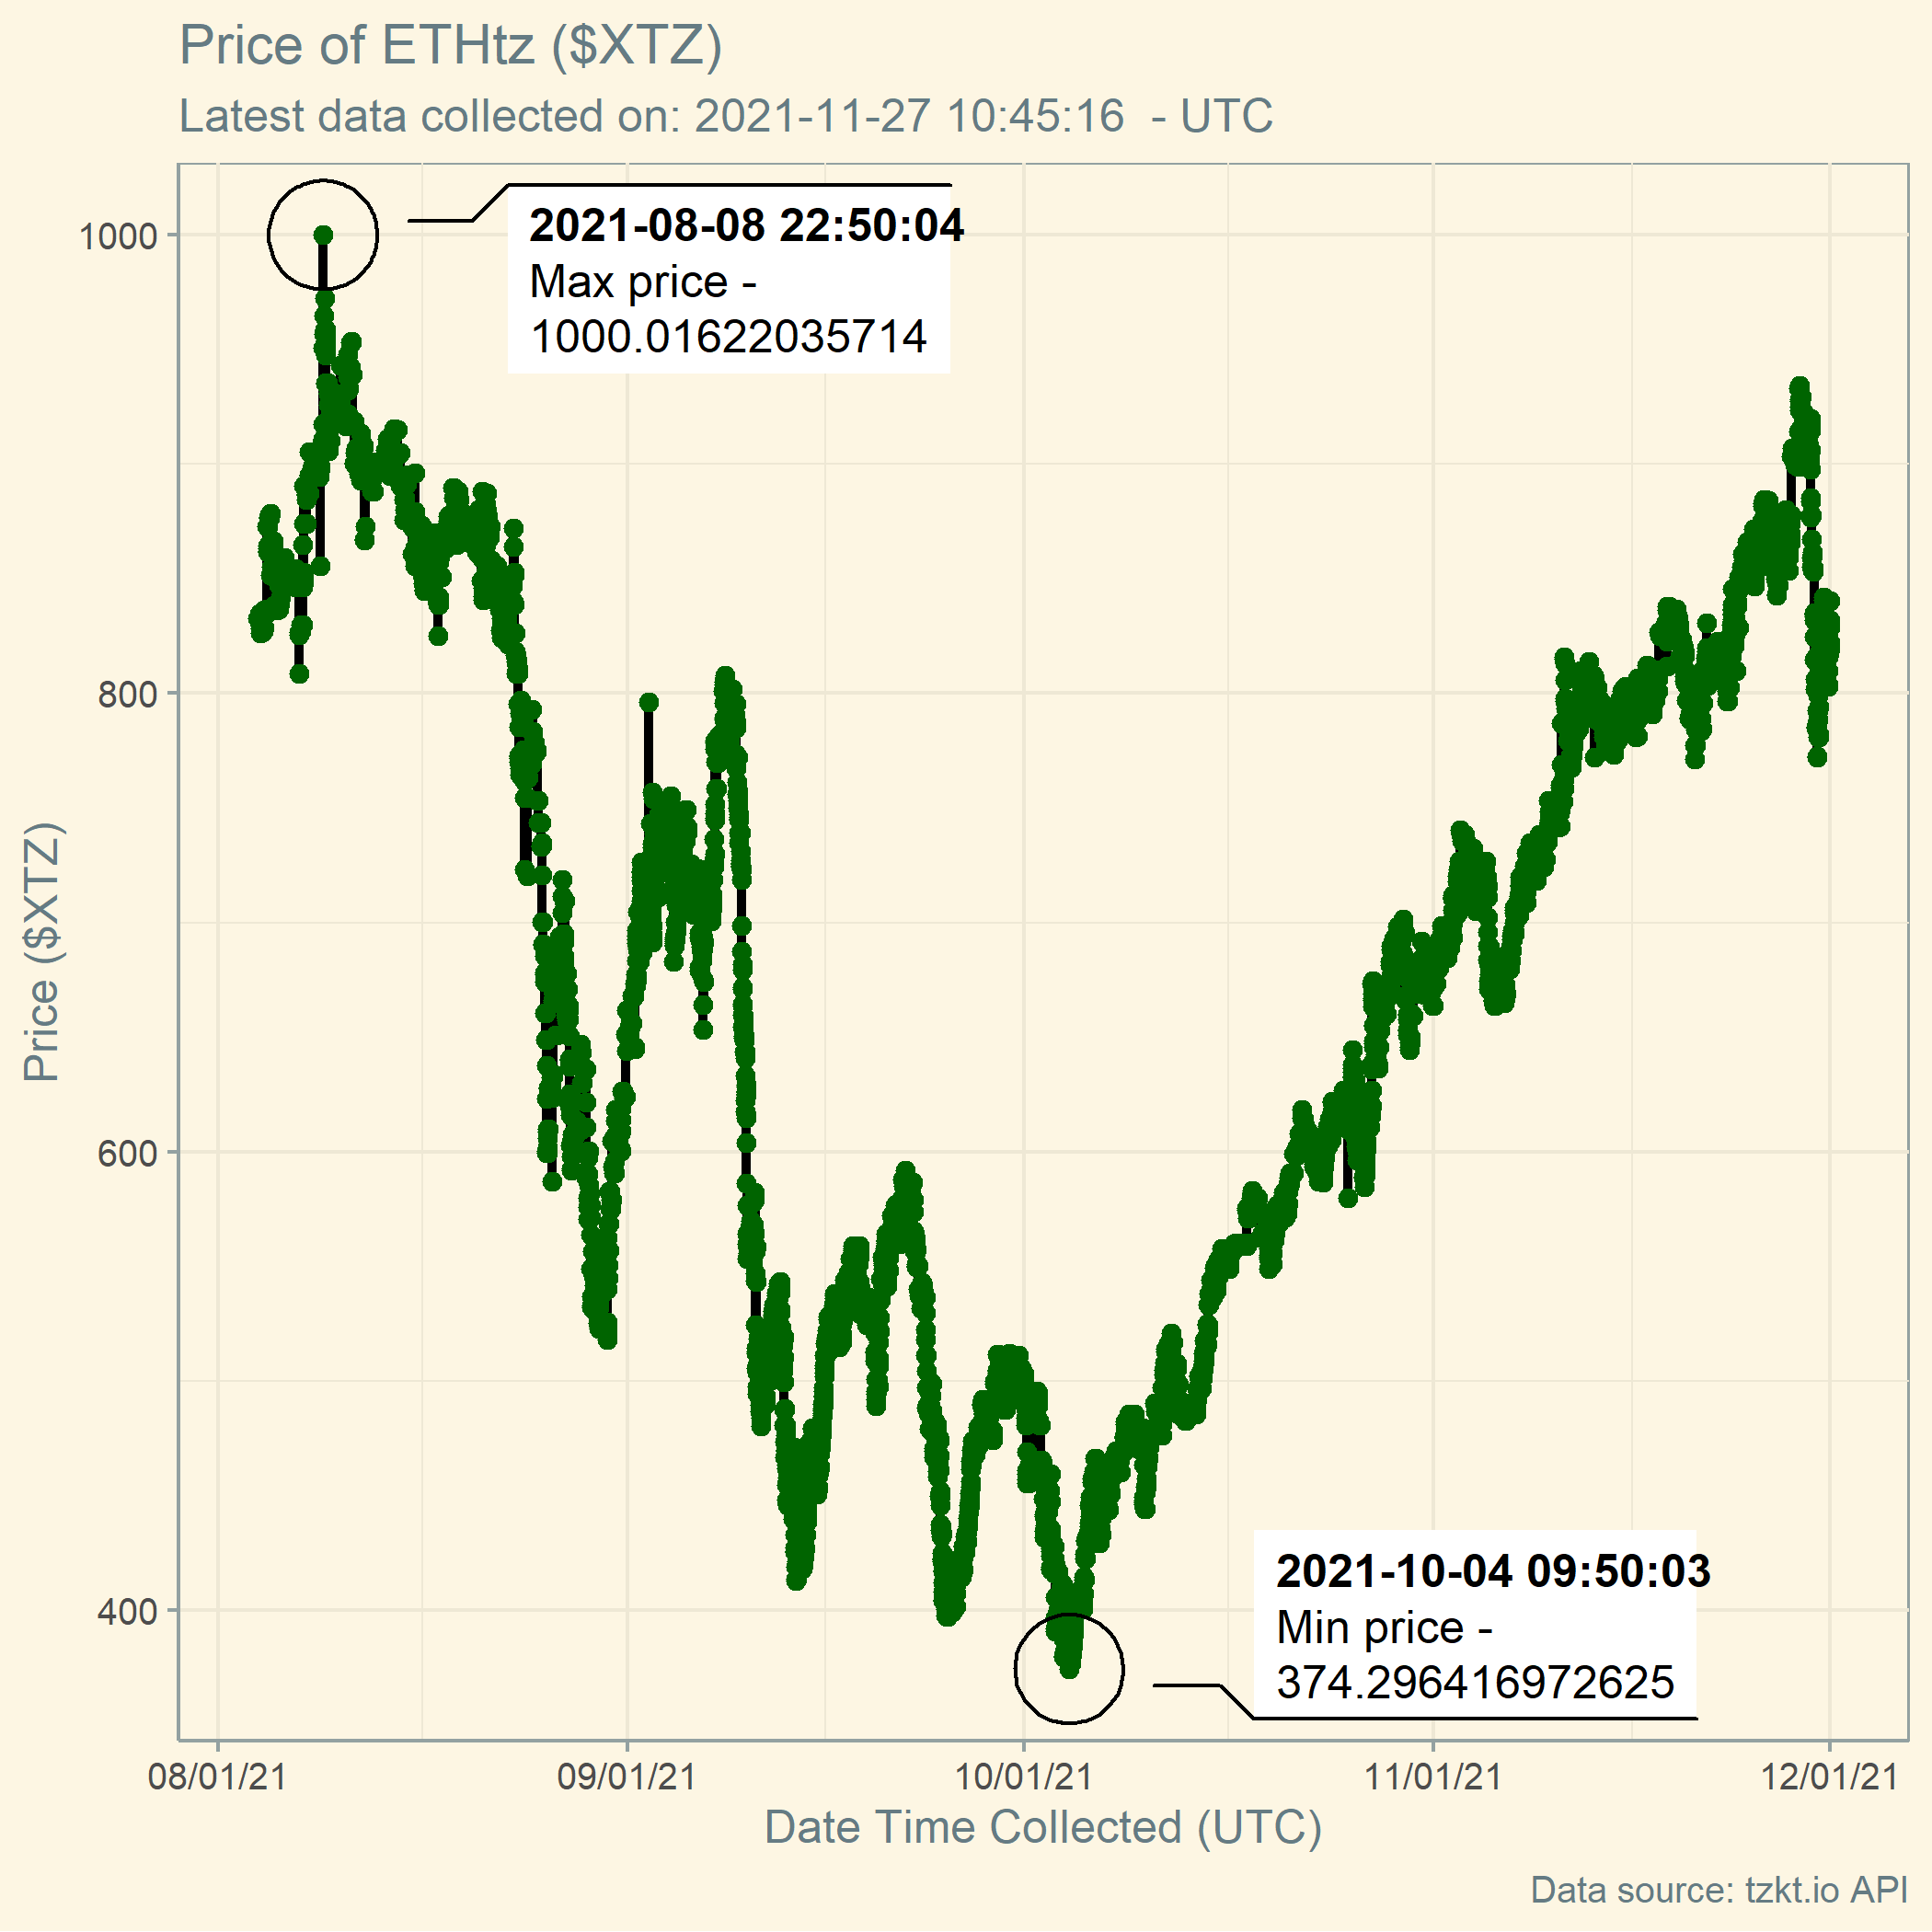 Price of ETHtz ($XTZ)
Latest data collected on: 2021-11-27 10:45:16  - UTC
2021-08-08 22:50:04
Max price -
1000.01622035714
1000
800
600
400
Price ($XTZ)
2021-10-04 09:50:03
Min price -
374.296416972625
08/01/21
09/01/21
10/01/21
11/01/21
12/01/21
Date Time Collected (UTC)
Data source: tzkt.io API